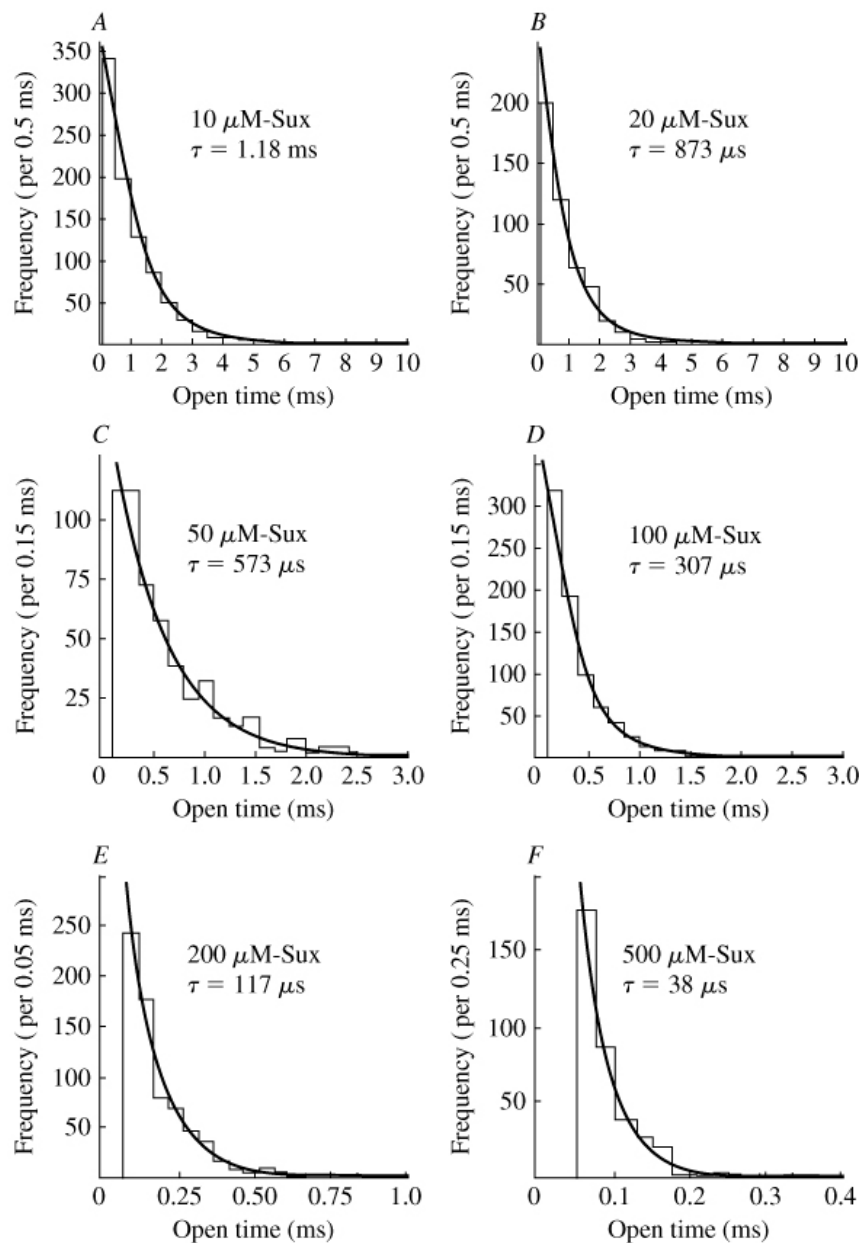 A
Frequency (per 0.5 ms)
350
300
250
200
150
100
50
10 μM-Sux
τ = 1.18 ms
0 1 2 3 4 5 6 7 8 9 10
Open time (ms)
B
Frequency (per 0.5 ms)
200
150
100
50
20 μM-Sux
τ = 873 μs
0 1 2 3 4 5 6 7 8 9 10
Open time (ms)
C
Frequency (per 0.15 ms)
100
75
50
25
50 μM-Sux
τ = 573 μs
0 0.5 1.0 1.5 2.0 2.5 3.0
Open time (ms)
D
Frequency (per 0.15 ms)
300
250
200
150
100
50
100 μM-Sux
τ = 307 μs
0 0.5 1.0 1.5 2.0 2.5 3.0
Open time (ms)
E
Frequency (per 0.05 ms)
250
200
150
100
50
200 μM-Sux
τ = 117 μs
0 0.25 0.50 0.75 1.0
Open time (ms)
F
Frequency (per 0.25 ms)
150
100
50
500 μM-Sux
τ = 38 μs
0 0.1 0.2 0.3 0.4
Open time (ms)